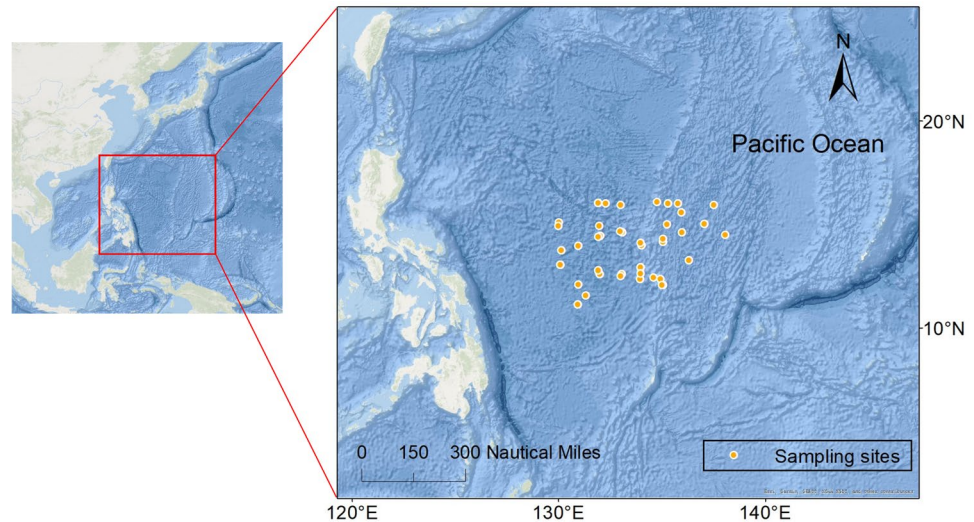 N
20°N
Pacific Ocean
10°N
0 150 300 Nautical Miles
Sampling sites
120°E 130°E 140°E